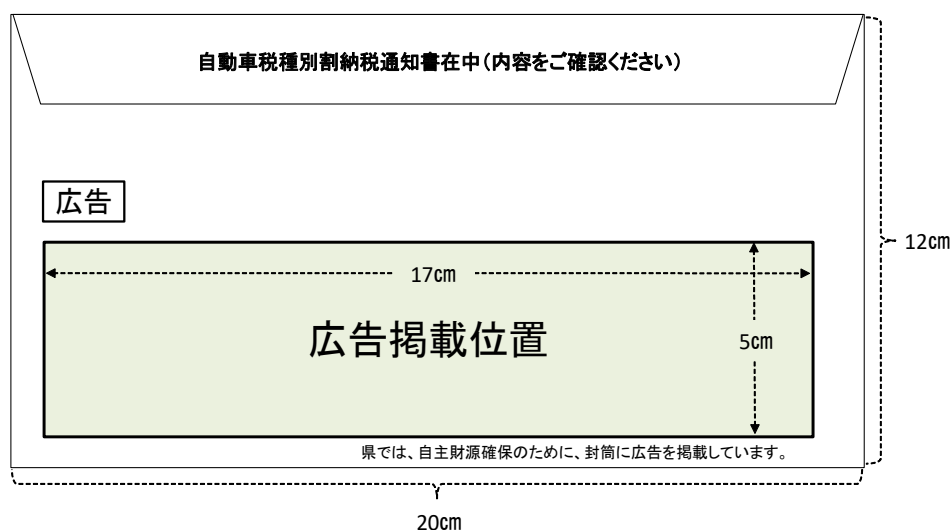 自動車税種別割納税通知書在中(内容をご確認ください)
広告
12㎝
17㎝
広告掲載位置
5㎝
県では、自主財源確保のために、封筒に広告を掲載しています。
20㎝